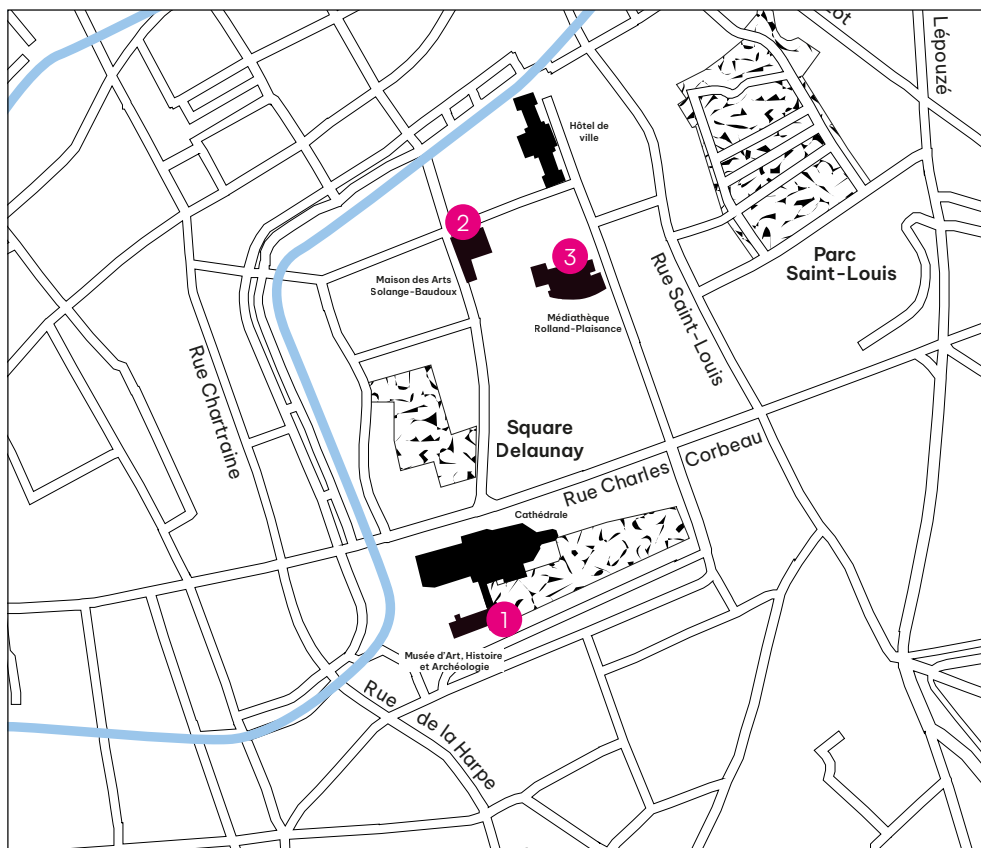 Lépouzé
Hôtel de
ville
2
3
Parc
Saint-Louis
Maison des Arts
Solange-Baudoux
Médiathèque
Rolland-Plaisance
Rue Saint-Louis
Rue Chartraine
Square
Delaunay
Rue Charles Corbeau
Cathédrale
1
Musée d'Art, Histoire
et Archéologie
Rue de la Harpe